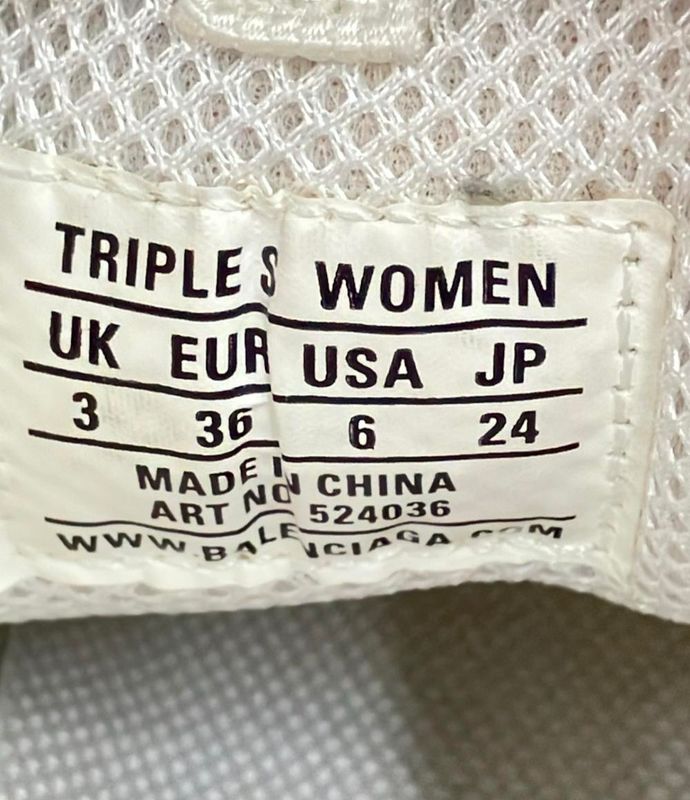 TRIPLE S WOMEN
UK EUR USA JP
3 36 6 24
MADE IN CHINA
ART NO 524036
WWW.BALENCIAGA.COM